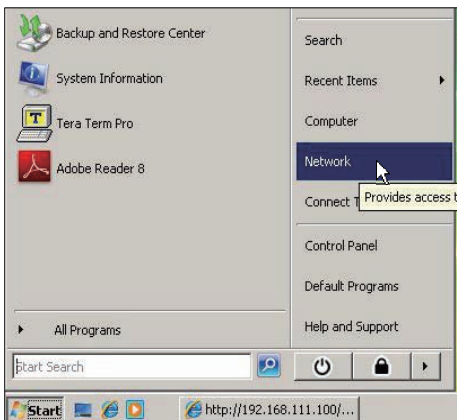 Backup and Restore Center
System Information
Tera Term Pro
Adobe Reader 8
All Programs
Start Search
Search
Recent Items
Computer
Network
Connect T
Provides access t
Control Panel
Default Programs
Help and Support
Start
http://192.168.111.100/...